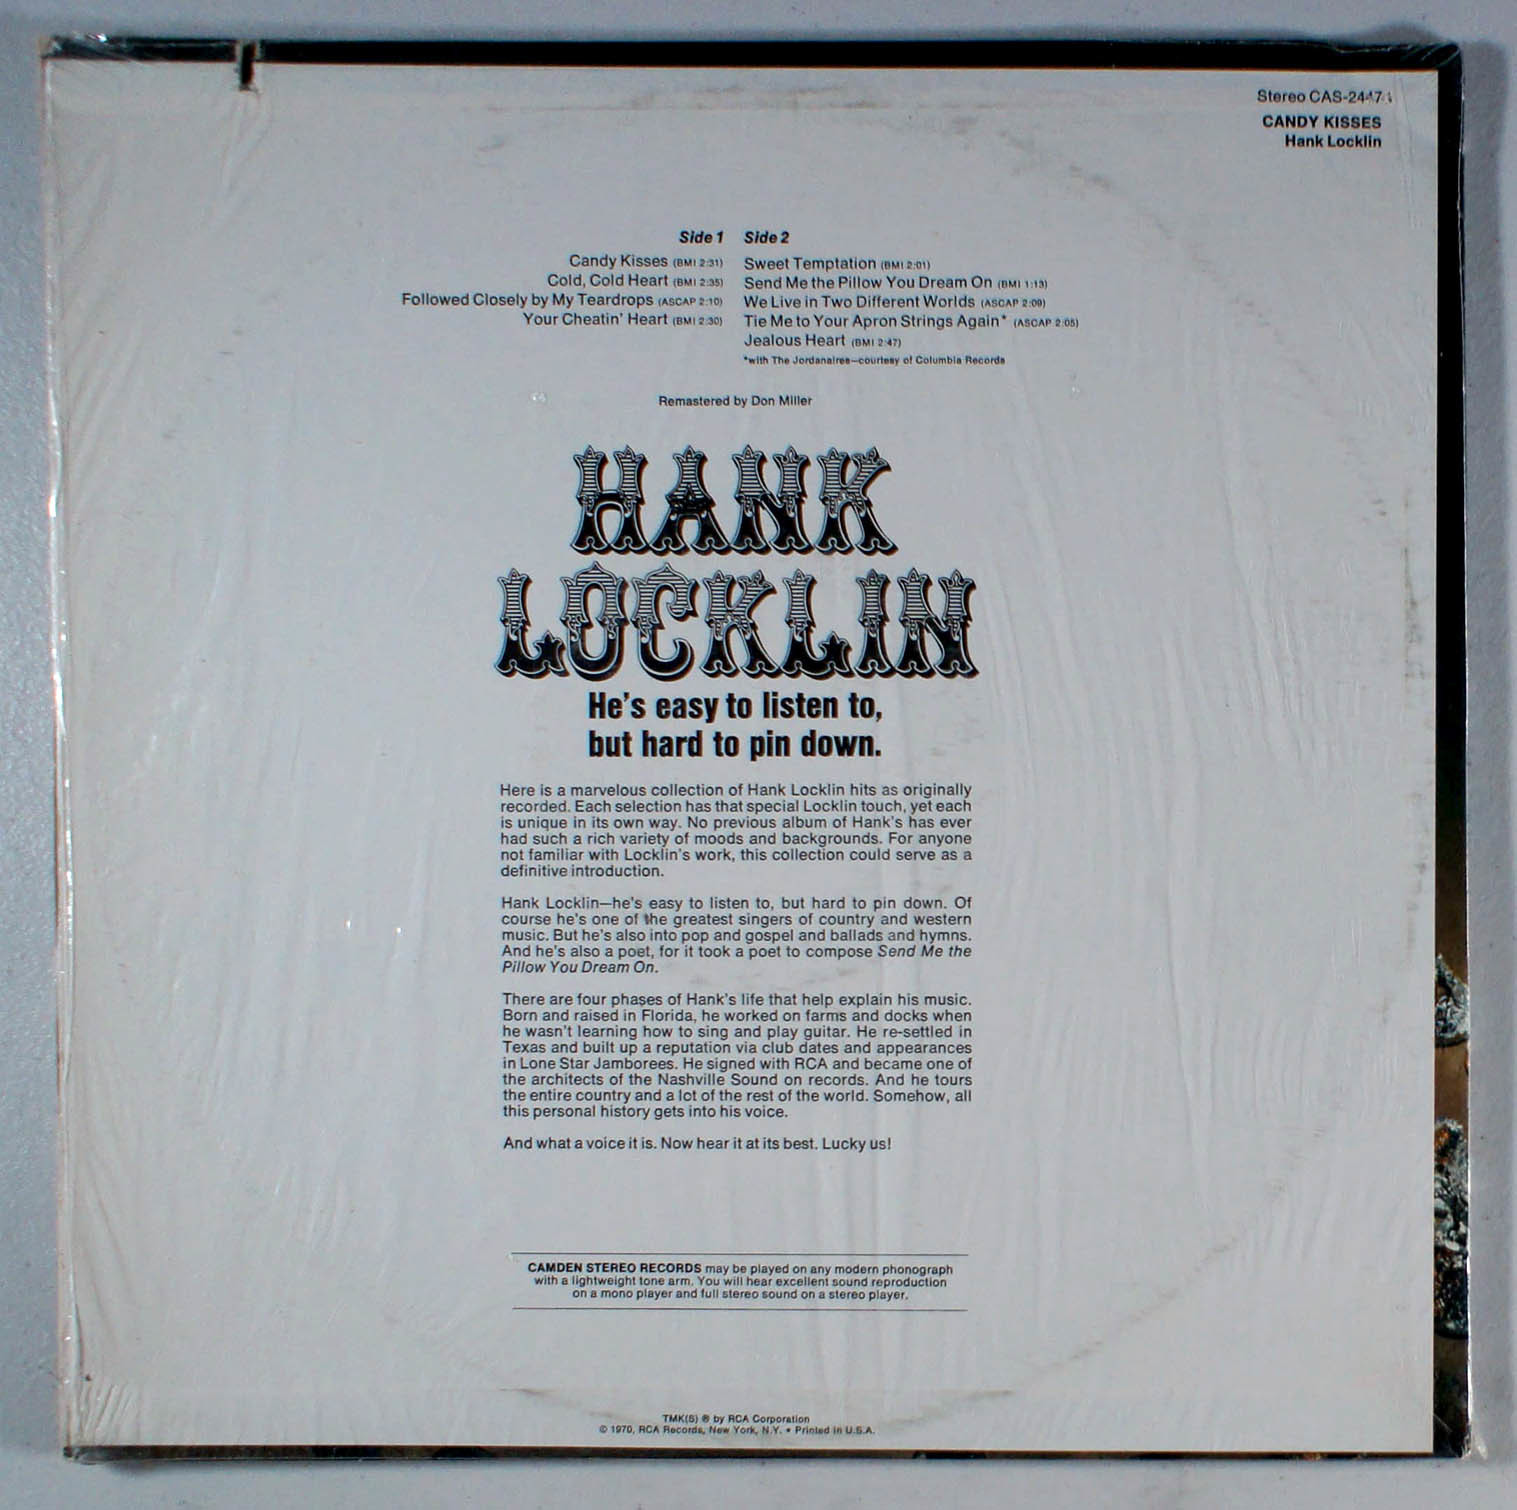 Stereo CAS-2447
CANDY KISSES
Hank Locklin
Side 1
Candy Kisses (BMI 2:31)
Cold, Cold Heart (BMI 2:35)
Followed Closely by My Teardrops (ASCAP 2:10)
Your Cheatin' Heart (BMI 2:30)
Side 2
Sweet Temptation (BMI 2:01)
Send Me the Pillow You Dream On (BMI 1:13)
We Live in Two Different Worlds (ASCAP 2:09)
Tie Me to Your Apron Strings Again* (ASCAP 2:05)
Jealous Heart (BMI 2:47)
*with The Jordanaires—courtesy of Columbia Records
Remastered by Don Miller
HANK
LOCKLIN
He's easy to listen to,
but hard to pin down.
Here is a marvelous collection of Hank Locklin hits as originally
recorded. Each selection has that special Locklin touch, yet each
is unique in its own way. No previous album of Hank's has ever
had such a rich variety of moods and backgrounds. For anyone
not familiar with Locklin's work, this collection could serve as a
definitive introduction.
Hank Locklin—he's easy to listen to, but hard to pin down. Of
course he's one of the greatest singers of country and western
music. But he's also into pop and gospel and ballads and hymns.
And he's also a poet, for it took a poet to compose Send Me the
Pillow You Dream On.
There are four phases of Hank's life that help explain his music.
Born and raised in Florida, he worked on farms and docks when
he wasn't learning how to sing and play guitar. He re-settled in
Texas and built up a reputation via club dates and appearances
in Lone Star Jamborees. He signed with RCA and became one of
the architects of the Nashville Sound on records. And he tours
the entire country and a lot of the rest of the world. Somehow, all
this personal history gets into his voice.
And what a voice it is. Now hear it at its best. Lucky us!
CAMDEN STEREO RECORDS may be played on any modern phonograph
with a lightweight tone arm. You will hear excellent sound reproduction
on a mono player and full stereo sound on a stereo player.
TMK(S) ® by RCA Corporation
© 1970, RCA Records, New York, N.Y. • Printed in U.S.A.